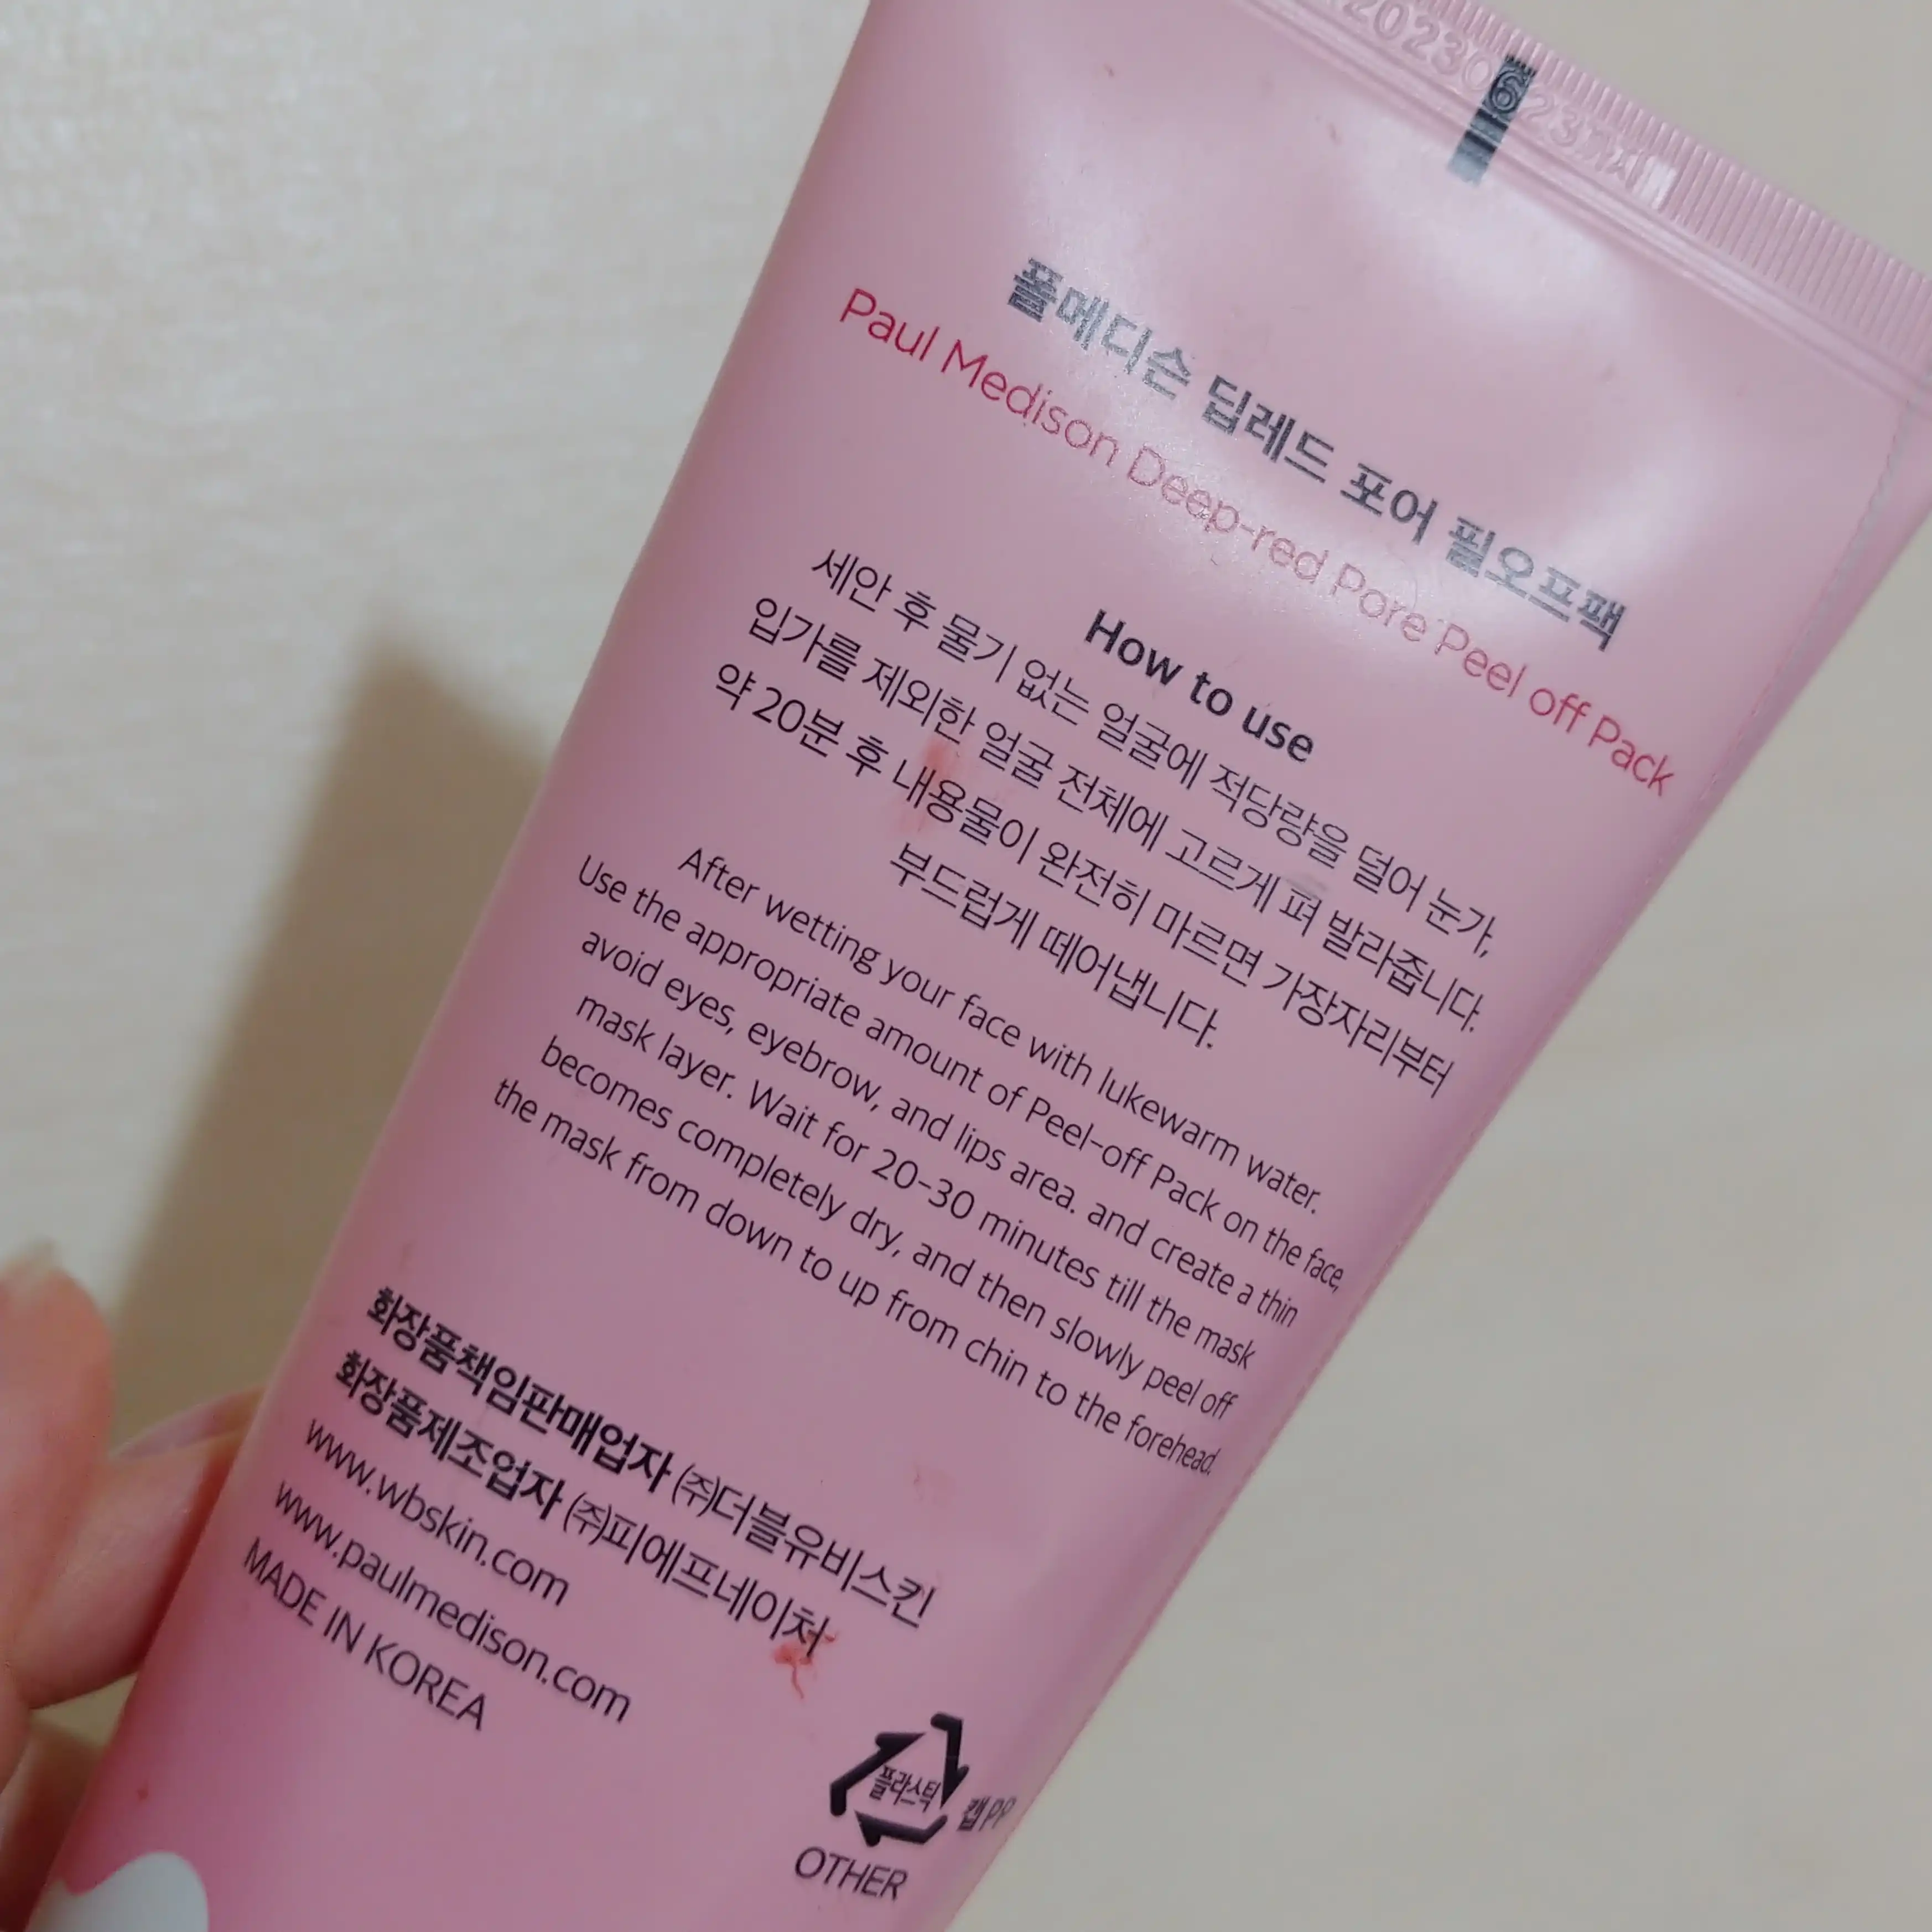 20230623까지
폴메디슨 딥레드 포어 필오프팩
Paul Medison Deep-red Pore Peel off Pack
How to use
세안 후 물기 없는 얼굴에 적당량을 덜어 눈가,
입가를 제외한 얼굴 전체에 고르게 펴 발라줍니다.
약 20분 후 내용물이 완전히 마르면 가장자리부터
부드럽게 떼어냅니다.
After wetting your face with lukewarm water.
Use the appropriate amount of Peel-off Pack on the face,
avoid eyes, eyebrow, and lips area. and create a thin
mask layer. Wait for 20-30 minutes till the mask
becomes completely dry, and then slowly peel off
the mask from down to up from chin to the forehead.
화장품책임판매업자 ㈜더블유비스킨
화장품제조업자 ㈜피에프네이처
www.wbskin.com
www.paulmedison.com
MADE IN KOREA
플라스틱
캡 PP
OTHER